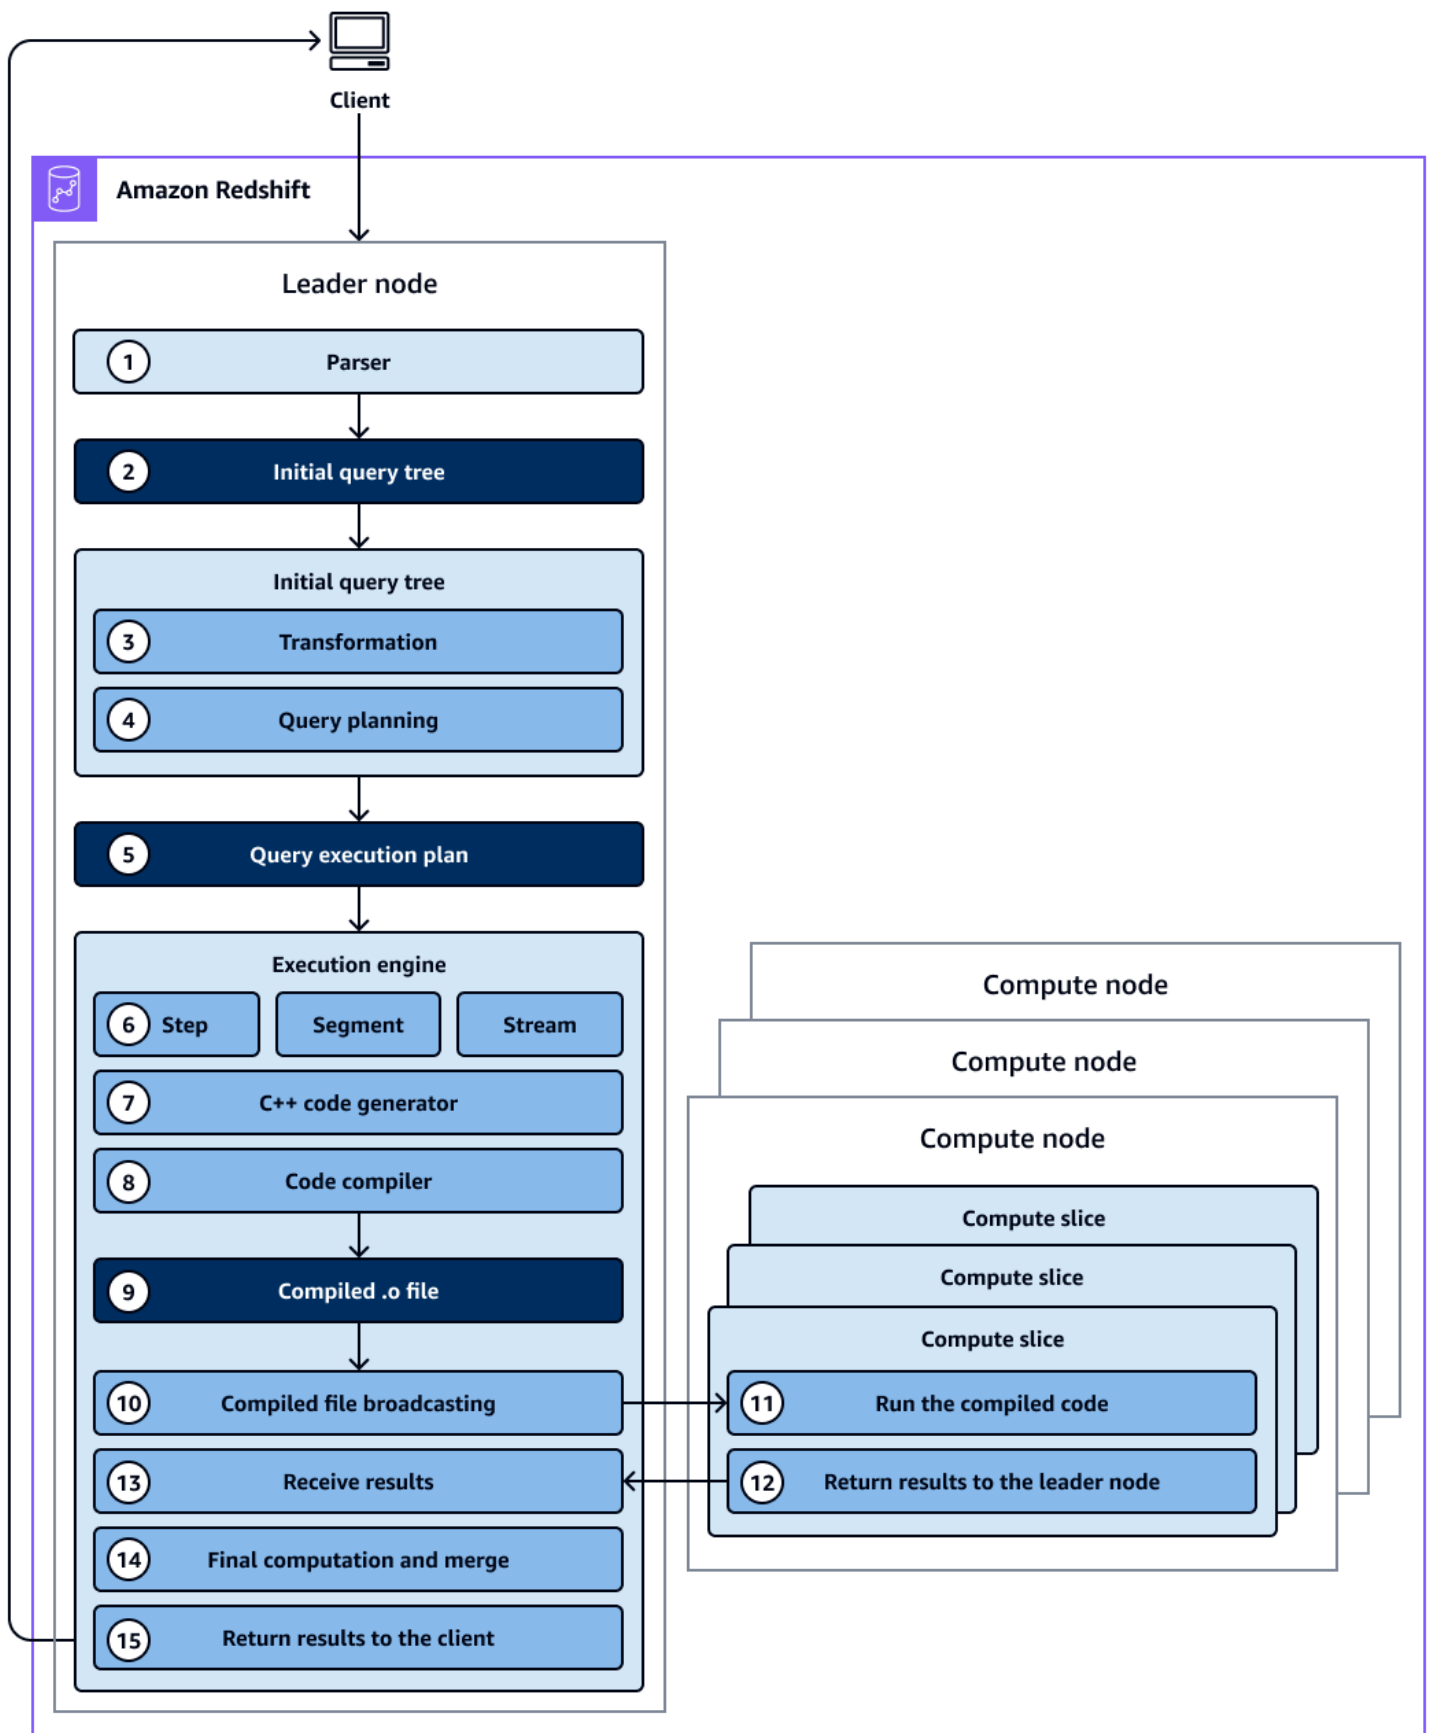 Client
Amazon Redshift
Leader node
1 Parser
2 Initial query tree
Initial query tree
3 Transformation
4 Query planning
5 Query execution plan
Execution engine
6 Step Segment Stream
7 C++ code generator
8 Code compiler
9 Compiled .o file
10 Compiled file broadcasting
13 Receive results
14 Final computation and merge
15 Return results to the client
Compute node
Compute node
Compute node
Compute slice
Compute slice
Compute slice
11 Run the compiled code
12 Return results to the leader node